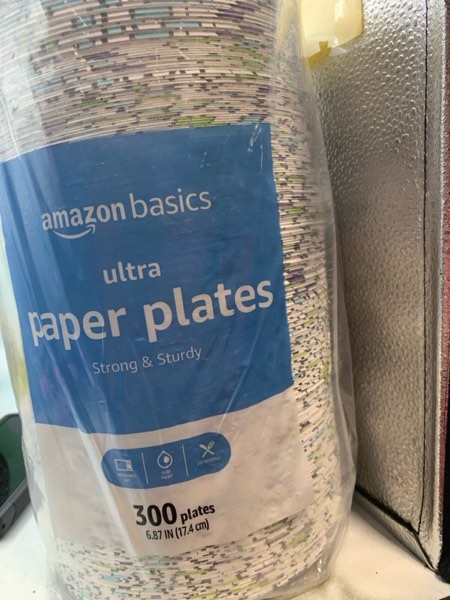 amazon basics
ultra
paper plates
Strong & Sturdy
300 plates
6.87 IN (17.4 cm)